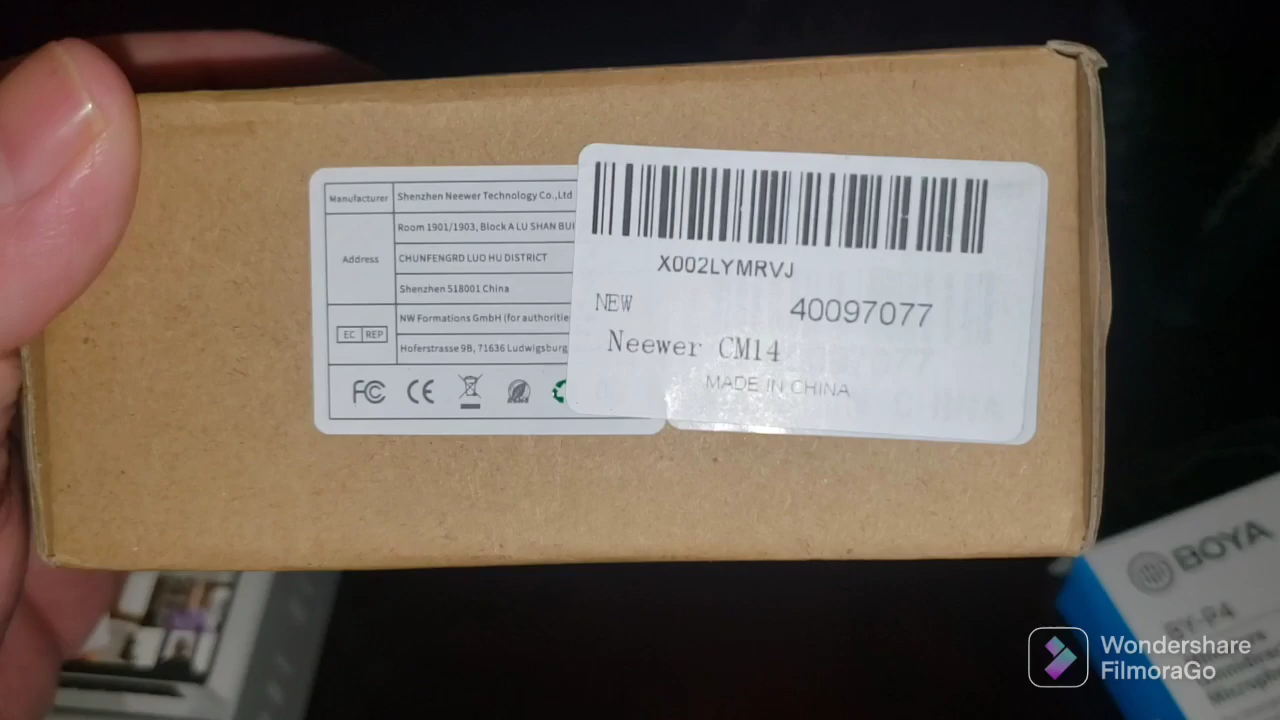 Manufacturer
Shenzhen Neewer Technology Co.,Ltd
Address
Room 1901/1903, Block A LU SHAN
CHUNFENGRD LUO HU DISTRICT
Shenzhen 518001 China
EC REP
NW Formations GmbH (for
Hoferstrasse 9B, 71636 Ludwigsburg,
FC CE
X002LYMRVJ
NEW
40097077
Neewer CM14
MADE IN CHINA
BOYA
BY-P4
Wondershare
FilmoraGo